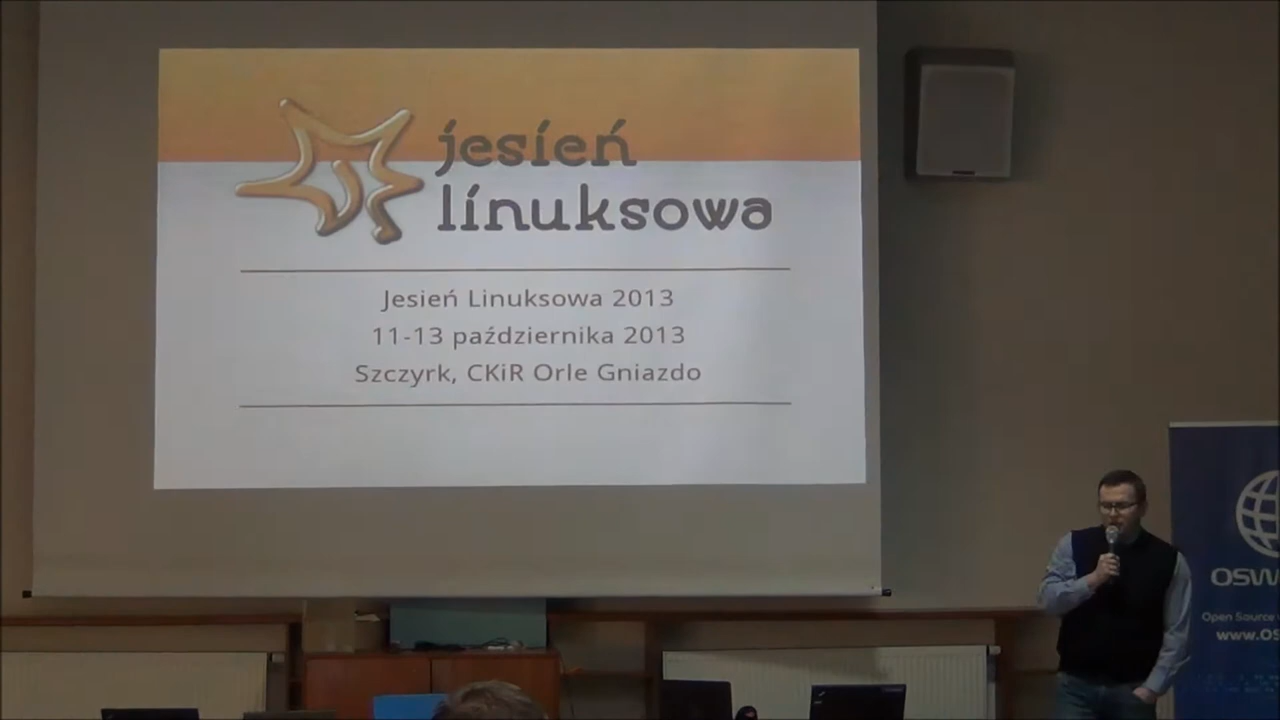 jesień
linuksowa
Jesień Linuksowa 2013
11-13 października 2013
Szczyrk, CKiR Orle Gniazdo
OSW
Open Source
www.OS